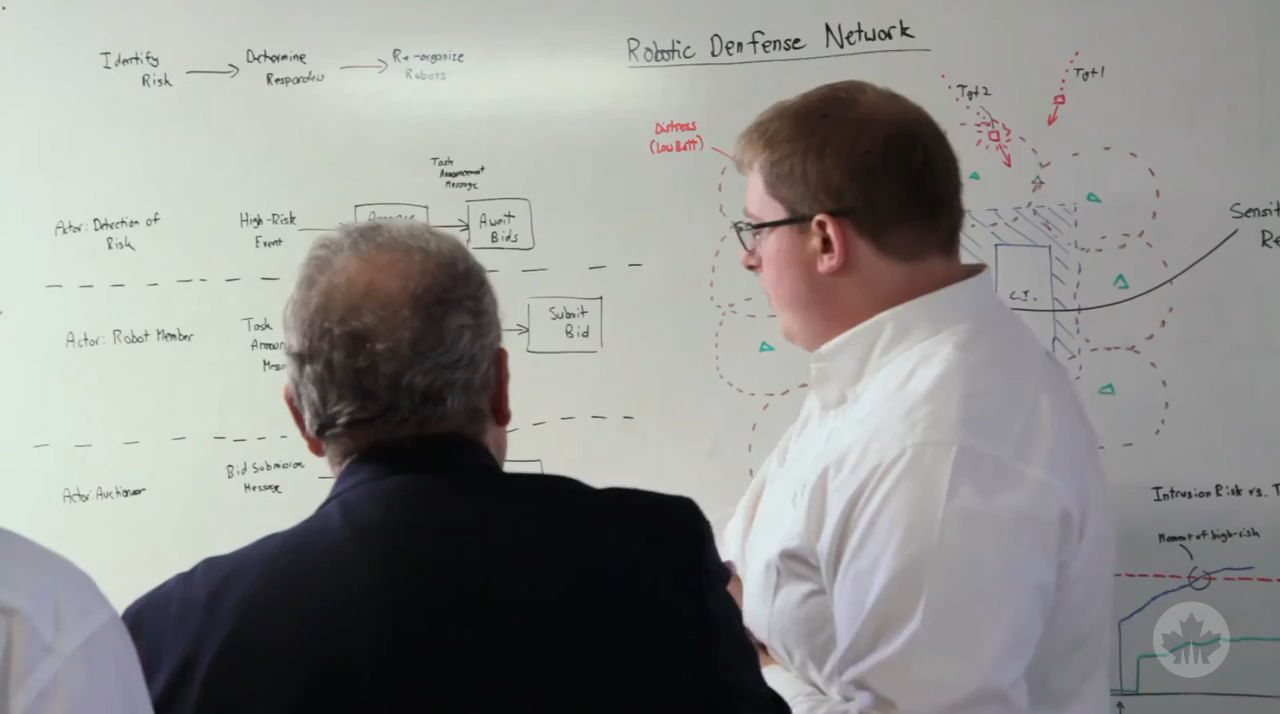 Identify
Risk
Determine
Responders
Re-organize
Robots
Robotic Denfense Network
Tgt 2
Tgt 1
Distress
(Low Batt)
Task
Announcement
Message
Actor: Detection of
Risk
High-Risk
Event
Await
Bids
C.I.
Actor: Robot Member
Task
Submit
Bid
Actor: Auctioneer
Bid Submission
Message
Intrusion Risk vs.
Moment of high-risk